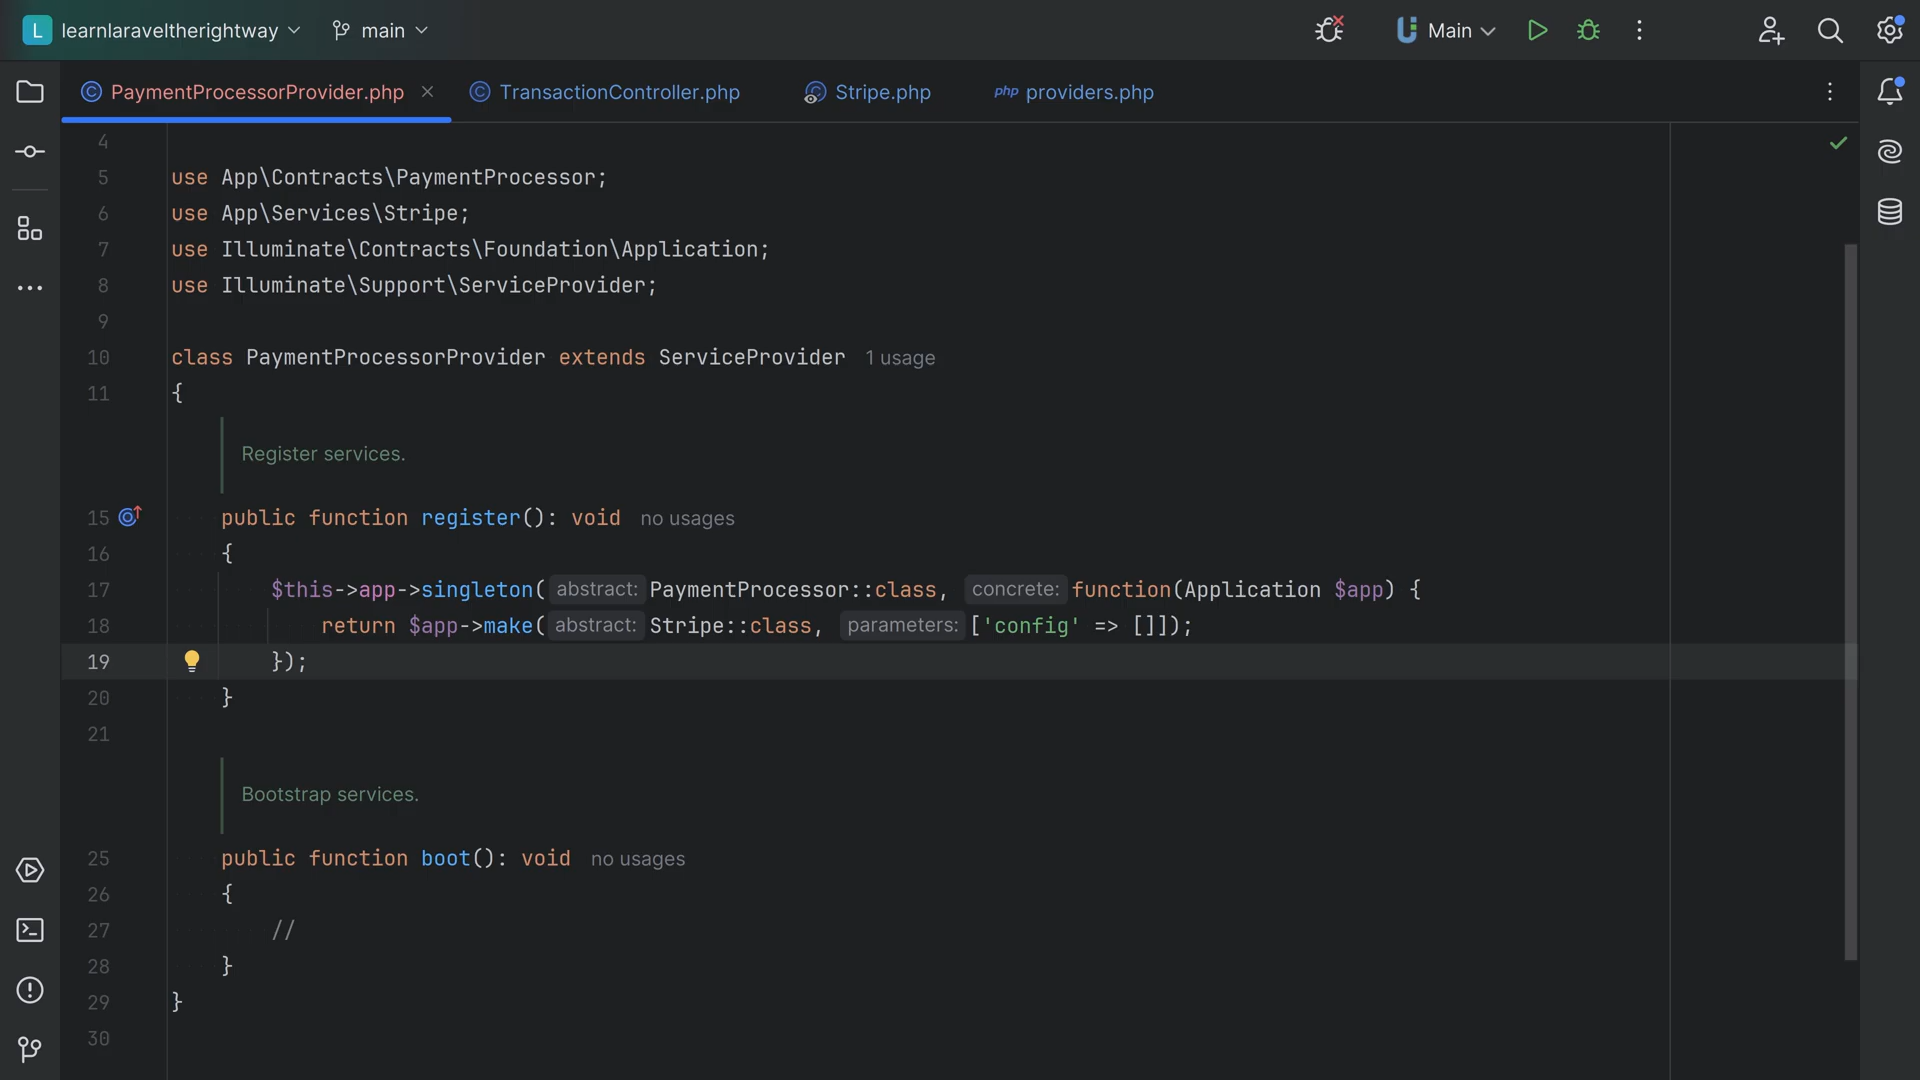 L learnlaraveltherightway main Main
PaymentProcessorProvider.php TransactionController.php Stripe.php php providers.php
4
5 use App\Contracts\PaymentProcessor;
6 use App\Services\Stripe;
7 use Illuminate\Contracts\Foundation\Application;
8 use Illuminate\Support\ServiceProvider;
9
10 class PaymentProcessorProvider extends ServiceProvider 1 usage
11 {
Register services.
15 public function register(): void no usages
16 {
17 $this->app->singleton( abstract: PaymentProcessor::class, concrete: function(Application $app) {
18 return $app->make( abstract: Stripe::class, parameters: ['config' => []]);
19 });
20 }
21
Bootstrap services.
25 public function boot(): void no usages
26 {
27 //
28 }
29 }
30